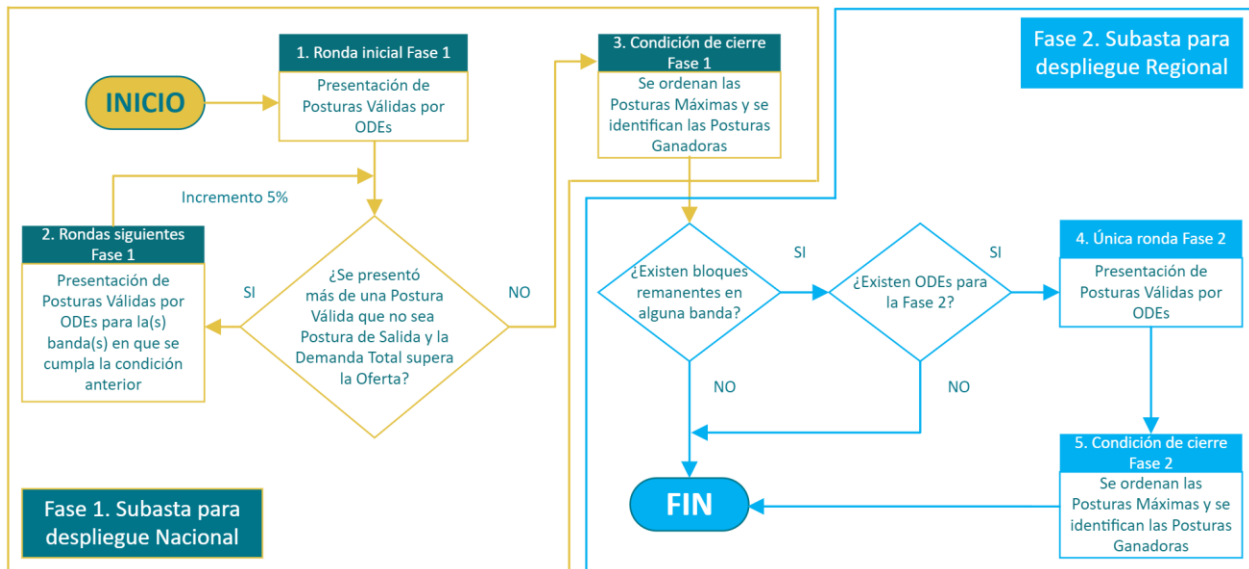 INICIO
1. Ronda inicial Fase 1
Presentación de
Posturas Válidas por
ODEs
Incremento 5%
2. Rondas siguientes
Fase 1
Presentación de
Posturas Válidas por
ODEs para la(s)
banda(s) en que se
cumpla la condición
anterior
SI
¿Se presentó
más de una Postura
Válida que no sea
Postura de Salida y la
Demanda Total supera
la Oferta?
NO
3. Condición de cierre
Fase 1
Se ordenan las
Posturas Máximas y se
identifican las Posturas
Ganadoras
Fase 1. Subasta para
despliegue Nacional
Fase 2. Subasta para
despliegue Regional
¿Existen bloques
remanentes en
alguna banda?
SI
NO
¿Existen ODEs para
la Fase 2?
SI
NO
4. Única ronda Fase 2
Presentación de
Posturas Válidas por
ODEs
5. Condición de cierre
Fase 2
Se ordenan las
Posturas Máximas y se
identifican las Posturas
Ganadoras
FIN